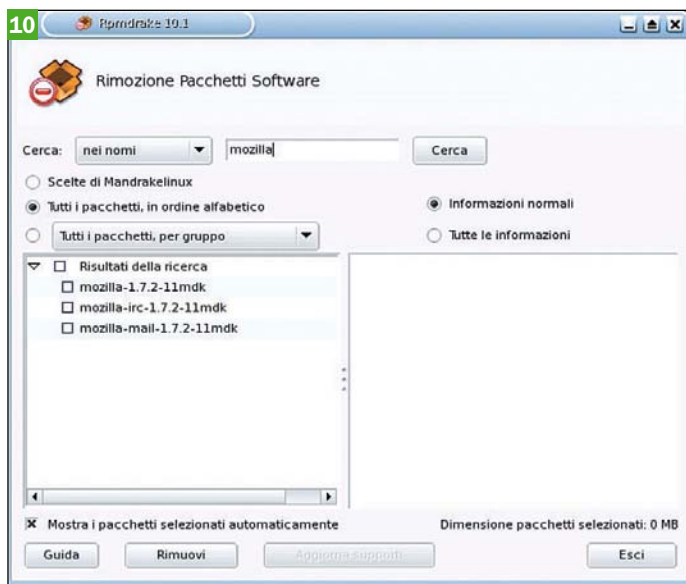 10 Rpmdrake 10.1
Rimozione Pacchetti Software
Cerca: nei nomi mozilla Cerca
Scelte di Mandrakelinux
Tutti i pacchetti, in ordine alfabetico
Informazioni normali
Tutti i pacchetti, per gruppo
Tutte le informazioni
Risultati della ricerca
mozilla-1.7.2-11mdk
mozilla-irc-1.7.2-11mdk
mozilla-mail-1.7.2-11mdk
Mostra i pacchetti selezionati automaticamente
Dimensione pacchetti selezionati: 0 MB
Guida Rimuovi Aggiorna supporti Esci